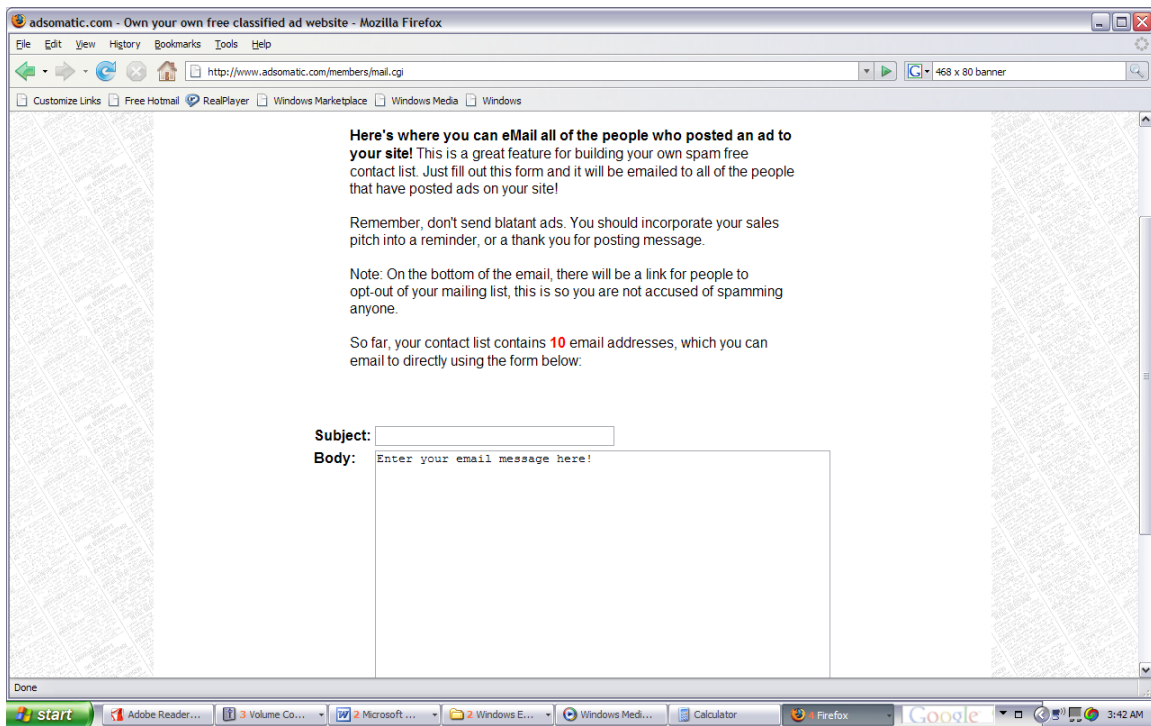 adsomatic.com - Own your own free classified ad website - Mozilla Firefox
File Edit View History Bookmarks Tools Help
http://www.adsomatic.com/members/mail.cgi
G 468 x 80 banner
Customize Links Free Hotmail RealPlayer Windows Marketplace Windows Media Windows
Here's where you can eMail all of the people who posted an ad to
your site! This is a great feature for building your own spam free
contact list. Just fill out this form and it will be emailed to all of the people
that have posted ads on your site!
Remember, don't send blatant ads. You should incorporate your sales
pitch into a reminder, or a thank you for posting message.
Note: On the bottom of the email, there will be a link for people to
opt-out of your mailing list, this is so you are not accused of spamming
anyone.
So far, your contact list contains 10 email addresses, which you can
email to directly using the form below:
Subject:
Body: Enter your email message here!
Done
start Adobe Reader... 3 Volume Co... 2 Microsoft ... 2 Windows E... Windows Medi... Calculator 4 Firefox Google 3:42 AM